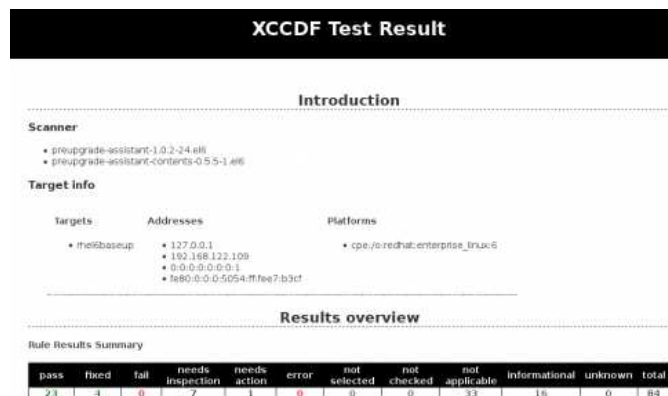 XCCDF Test Result
Introduction
Scanner
• preupgrade-assistant-1.0.2-24.el6
• preupgrade-assistant-contents-0.5.5-1.el6
Target info
Targets Addresses Platforms
• rhel6baseup • 127.0.0.1 • cpe:/o:redhat:enterprise_linux:6
• 192.168.122.109
• 0:0:0:0:0:0:0:1
• fe80:0:0:0:5054:ff:fee7:b3cf
Results overview
Rule Results Summary
pass fixed fail needs inspection needs action error not selected not checked not applicable informational unknown total
23 4 0 7 1 0 0 0 33 16 0 84